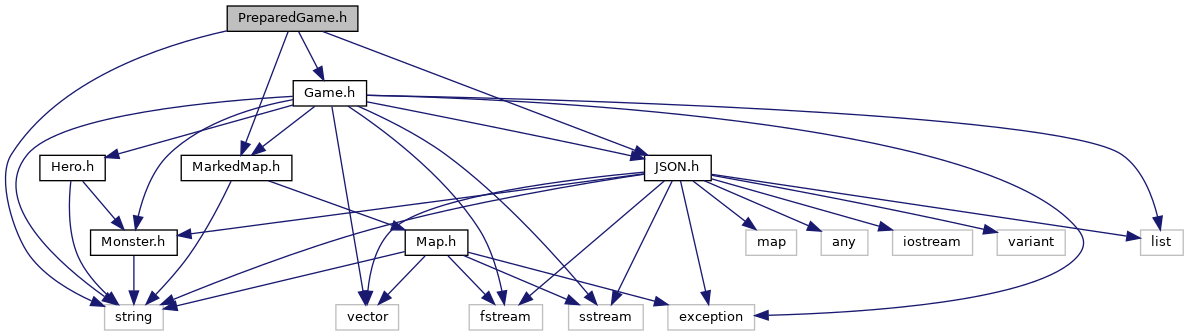 PreparedGame.h
Game.h
Hero.h
MarkedMap.h
JSON.h
Monster.h
Map.h
map
any
iostream
variant
list
string
vector
fstream
sstream
exception